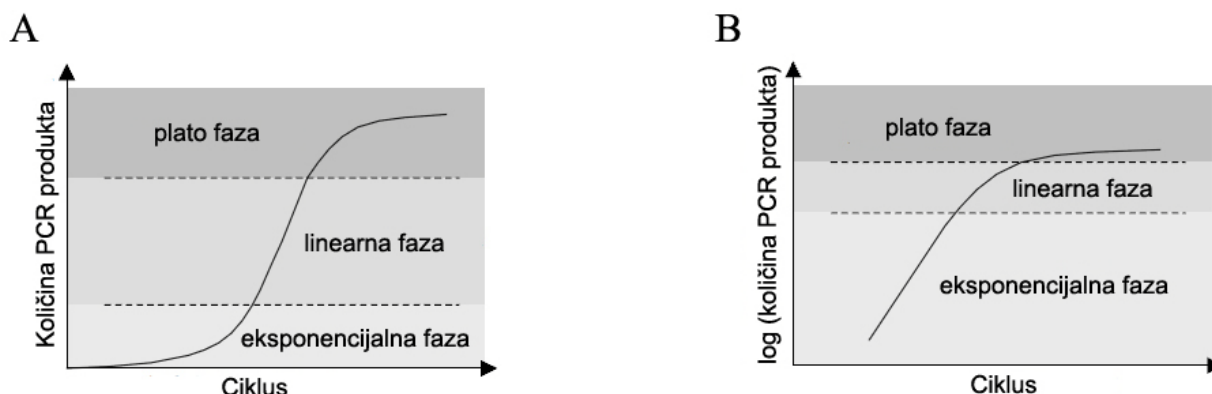 A
Količina PCR produkta
plato faza
linearna faza
eksponencijalna faza
Ciklus
B
log (količina PCR produkta)
plato faza
linearna faza
eksponencijalna faza
Ciklus